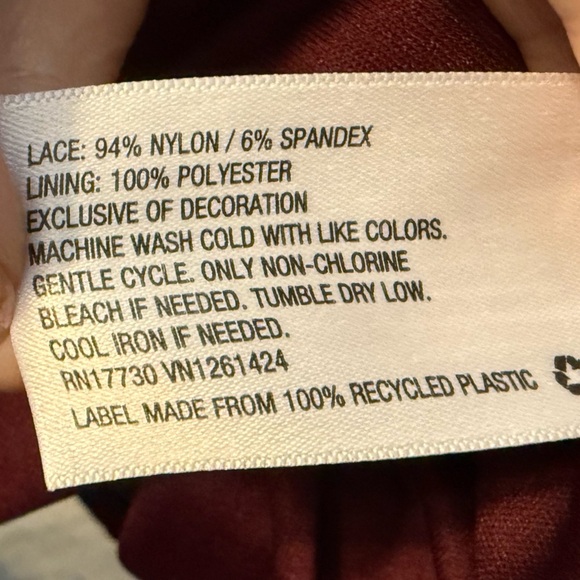 LACE: 94% NYLON / 6% SPANDEX
LINING: 100% POLYESTER
EXCLUSIVE OF DECORATION
MACHINE WASH COLD WITH LIKE COLORS.
GENTLE CYCLE. ONLY NON-CHLORINE
BLEACH IF NEEDED. TUMBLE DRY LOW.
COOL IRON IF NEEDED.
RN17730 VN1261424
LABEL MADE FROM 100% RECYCLED PLASTIC